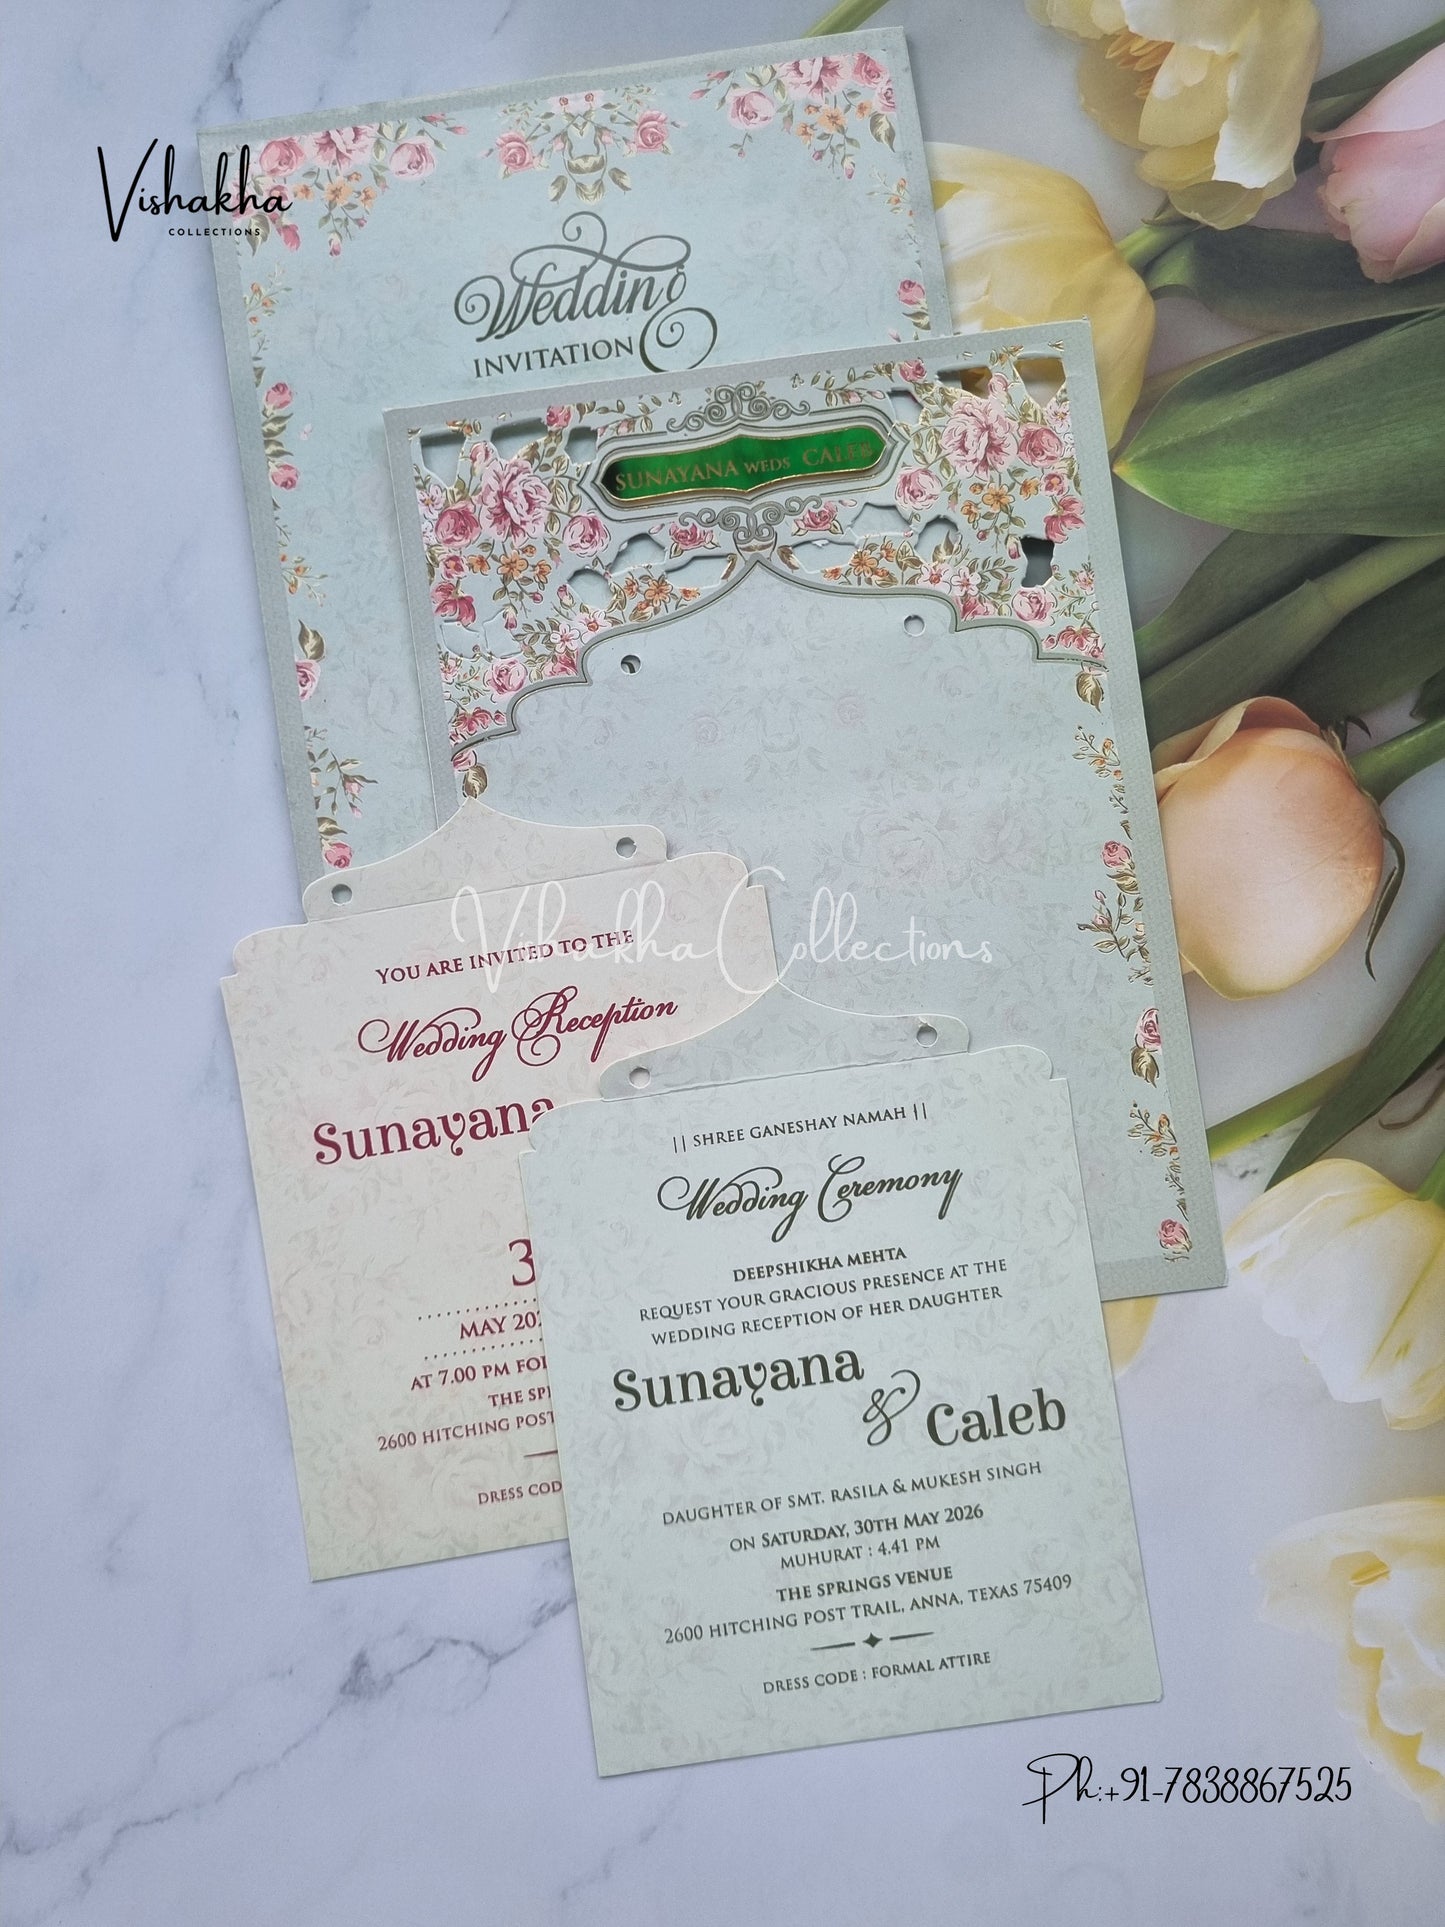 Vishakha
COLLECTIONS
Wedding
INVITATION
SUNAYANA WEDS CALEB
Vishakha Collections
YOU ARE INVITED TO THE
Wedding Reception
Sunayana
3
MAY 202
AT 7.00 PM FOL
THE SPR
2600 HITCHING POST
DRESS COD
|| SHREE GANESHAY NAMAH ||
Wedding Ceremony
DEEPSHIKHA MEHTA
REQUEST YOUR GRACIOUS PRESENCE AT THE
WEDDING RECEPTION OF HER DAUGHTER
Sunayana
&
Caleb
DAUGHTER OF SMT. RASILA & MUKESH SINGH
ON SATURDAY, 30TH MAY 2026
MUHURAT : 4.41 PM
THE SPRINGS VENUE
2600 HITCHING POST TRAIL, ANNA, TEXAS 75409
DRESS CODE : FORMAL ATTIRE
Ph:+91-7838867525